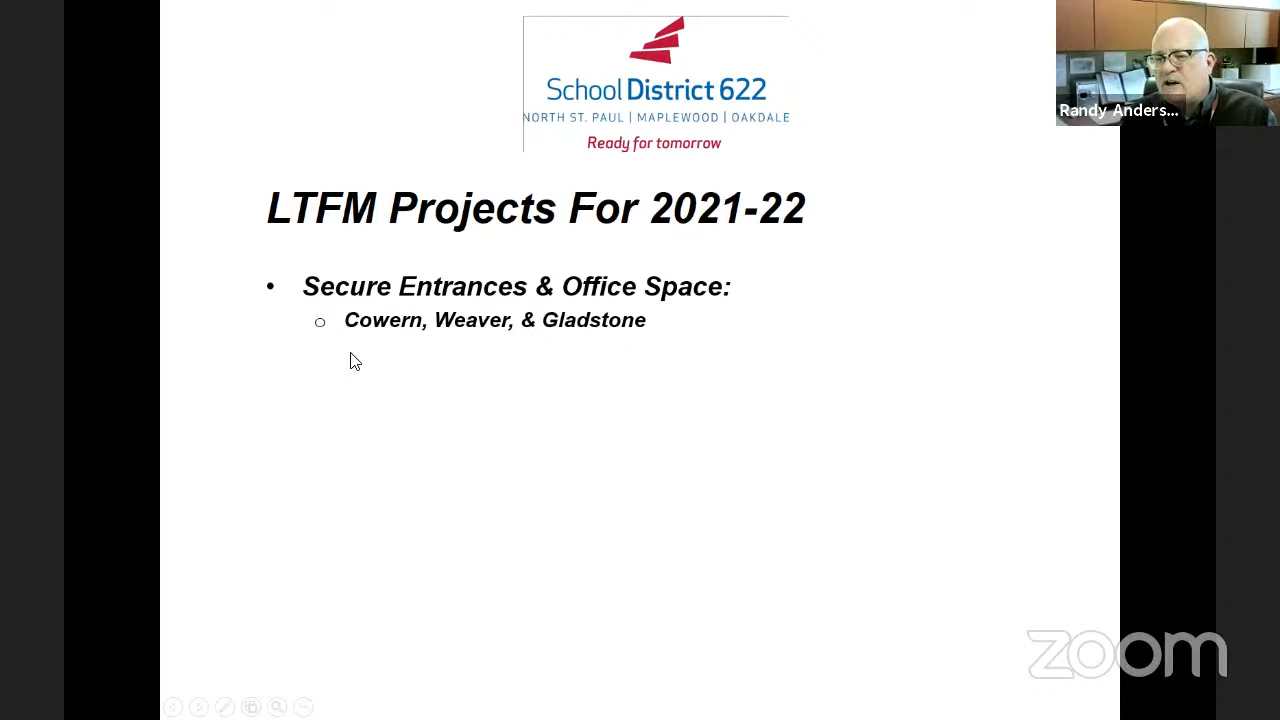 School District 622
NORTH ST. PAUL | MAPLEWOOD | OAKDALE
Ready for tomorrow
Randy Anders...
LTFM Projects For 2021-22
• Secure Entrances & Office Space:
○ Cowern, Weaver, & Gladstone
zoom